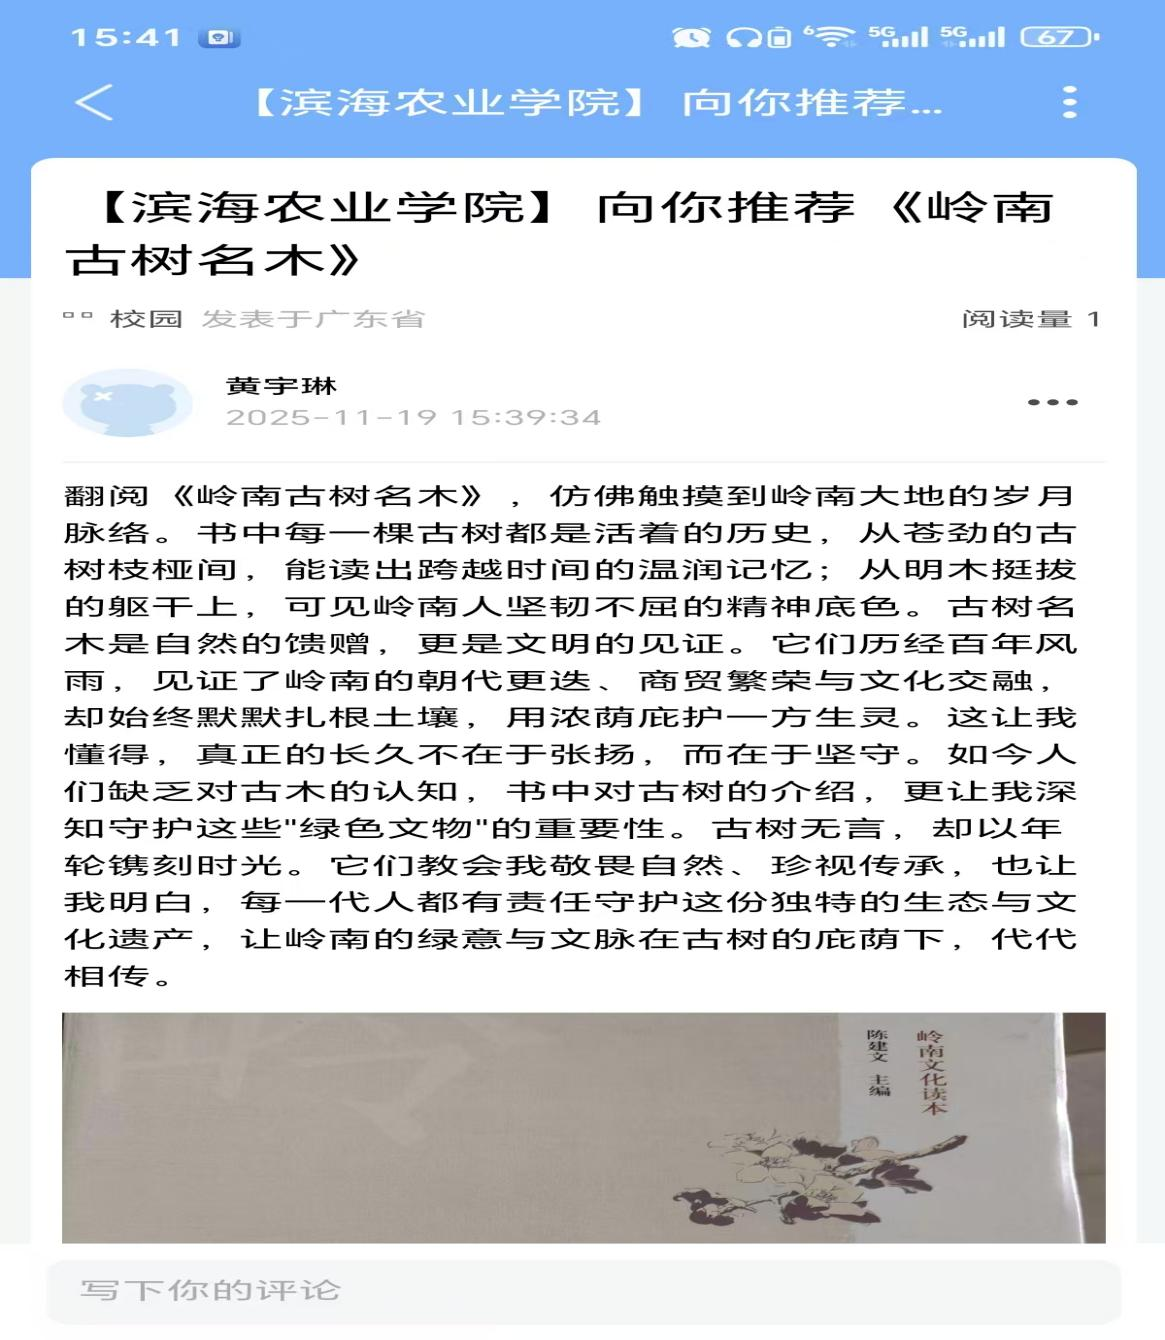 15:41
6 5G 5G 67
【滨海农业学院】 向你推荐...
【滨海农业学院】 向你推荐《岭南
古树名木》
校园 发表于广东省 阅读量 1
黄宇琳
2025-11-19 15:39:34
翻阅《岭南古树名木》，仿佛触摸到岭南大地的岁月
脉络。书中每一棵古树都是活着的历史，从苍劲的古
树枝桠间，能读出跨越时间的温润记忆；从明木挺拔
的躯干上，可见岭南人坚韧不屈的精神底色。古树名
木是自然的馈赠，更是文明的见证。它们历经百年风
雨，见证了岭南的朝代更迭、商贸繁荣与文化交融，
却始终默默扎根土壤，用浓荫庇护一方生灵。这让我
懂得，真正的长久不在于张扬，而在于坚守。如今人
们缺乏对古木的认知，书中对古树的介绍，更让我深
知守护这些"绿色文物"的重要性。古树无言，却以年
轮镌刻时光。它们教会我敬畏自然、珍视传承，也让
我明白，每一代人都有责任守护这份独特的生态与文
化遗产，让岭南的绿意与文脉在古树的庇荫下，代代
相传。
岭南文化读本
陈建文 主编
写下你的评论